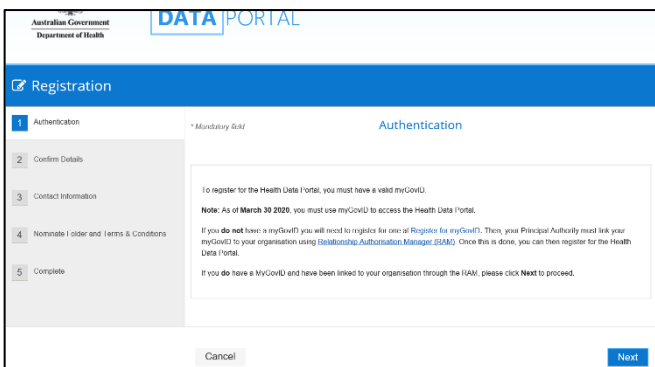 Australian Government
Department of Health
DATA PORTAL
Registration
1 Authentication
2 Confirm Details
3 Contact Information
4 Nominate Folder and Terms & Conditions
5 Complete
* Mandatory field
Authentication
To register for the Health Data Portal, you must have a valid myGovID.
Note: As of March 30 2020, you must use myGovID to access the Health Data Portal.
If you do not have a myGovID you will need to register for one at Register for myGovID. Then, your Principal Authority must link your
myGovID to your organisation using Relationship Authorisation Manager (RAM). Once this is done, you can then register for the Health
Data Portal.
If you do have a MyGovID and have been linked to your organisation through the RAM, please click Next to proceed.
Cancel
Next